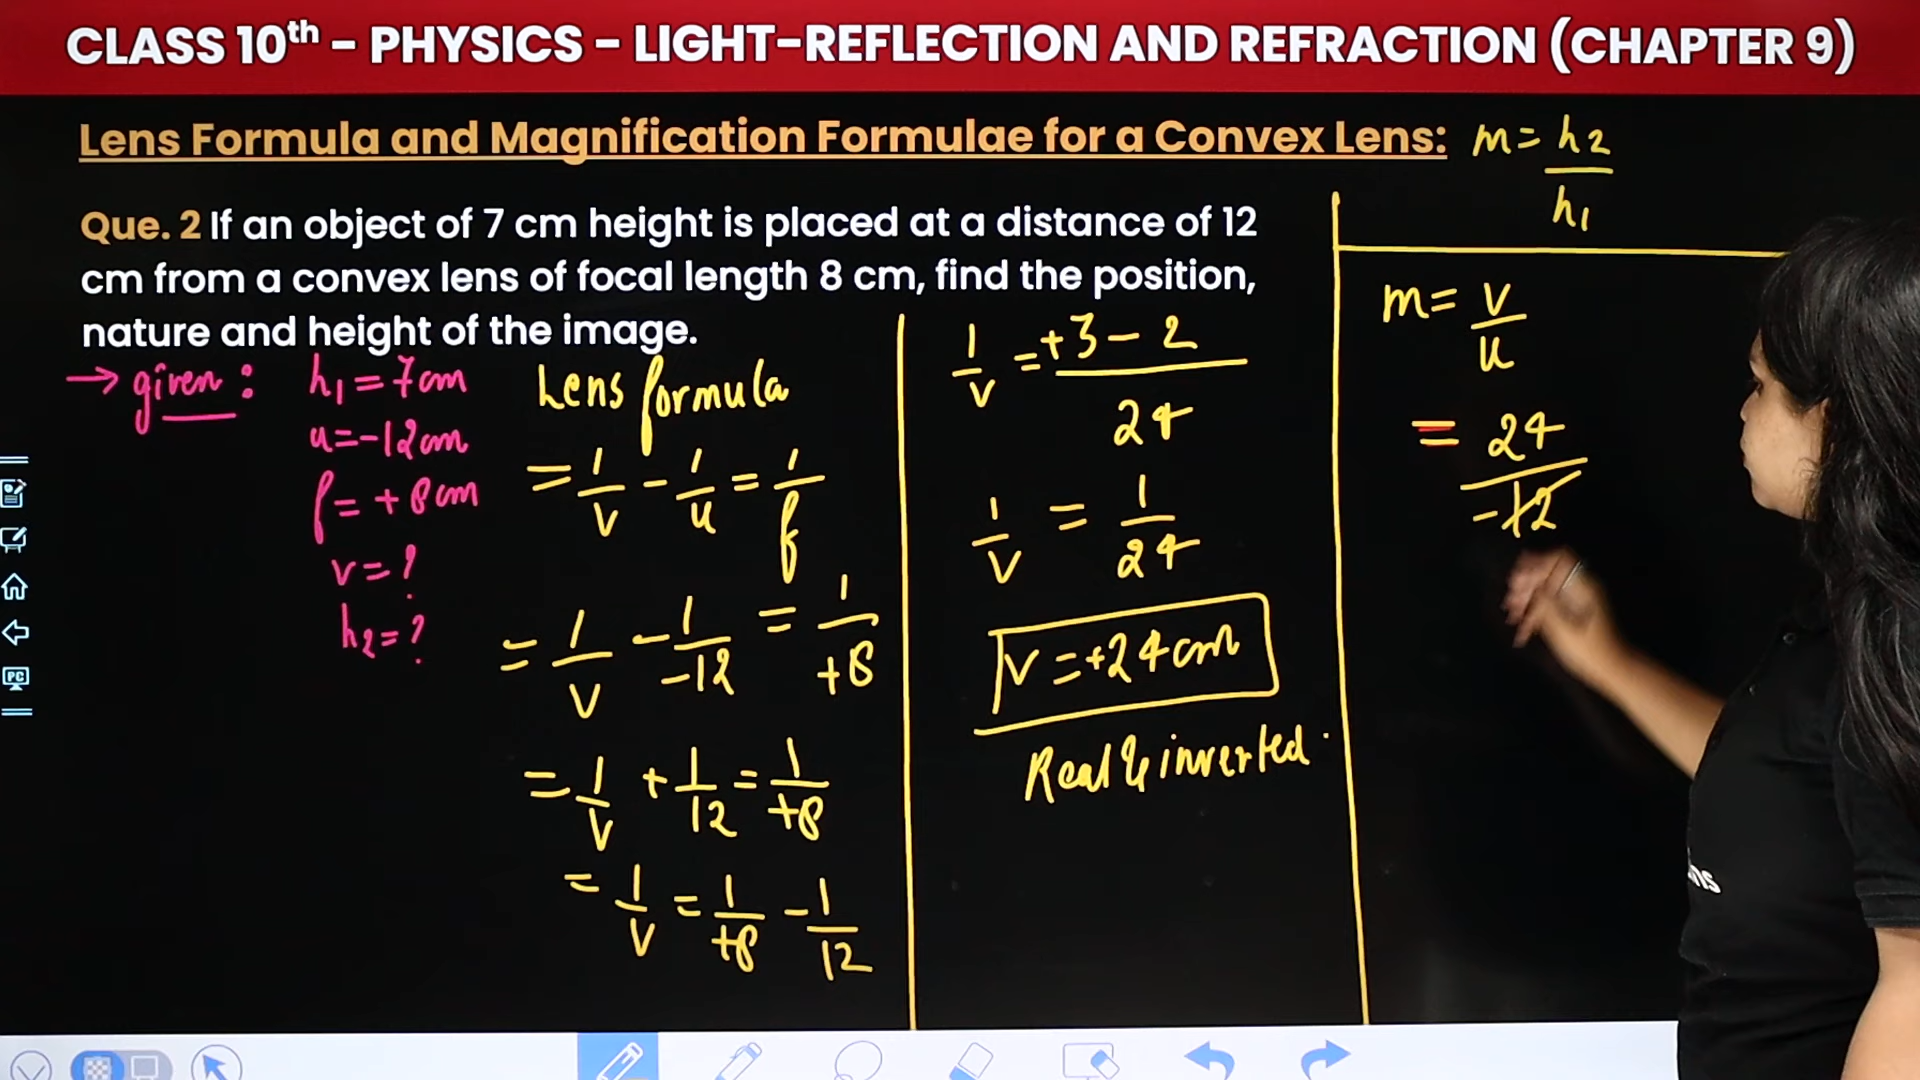 CLASS 10th - PHYSICS - LIGHT-REFLECTION AND REFRACTION (CHAPTER 9)
Lens Formula and Magnification Formulae for a Convex Lens:
m = h2/h1
Que. 2 If an object of 7 cm height is placed at a distance of 12
cm from a convex lens of focal length 8 cm, find the position,
nature and height of the image.
→ given :
h1 = 7cm
u = -12cm
f = +8cm
v = ?
h2 = ?
Lens formula
= 1/v - 1/u = 1/f
= 1/v - 1/-12 = 1/+8
= 1/v + 1/12 = 1/+8
= 1/v = 1/+8 - 1/12
1/v = +3 - 2/24
1/v = 1/24
v = +24cm
Real & inverted.
m = v/u
= 24/-12
ns
PC